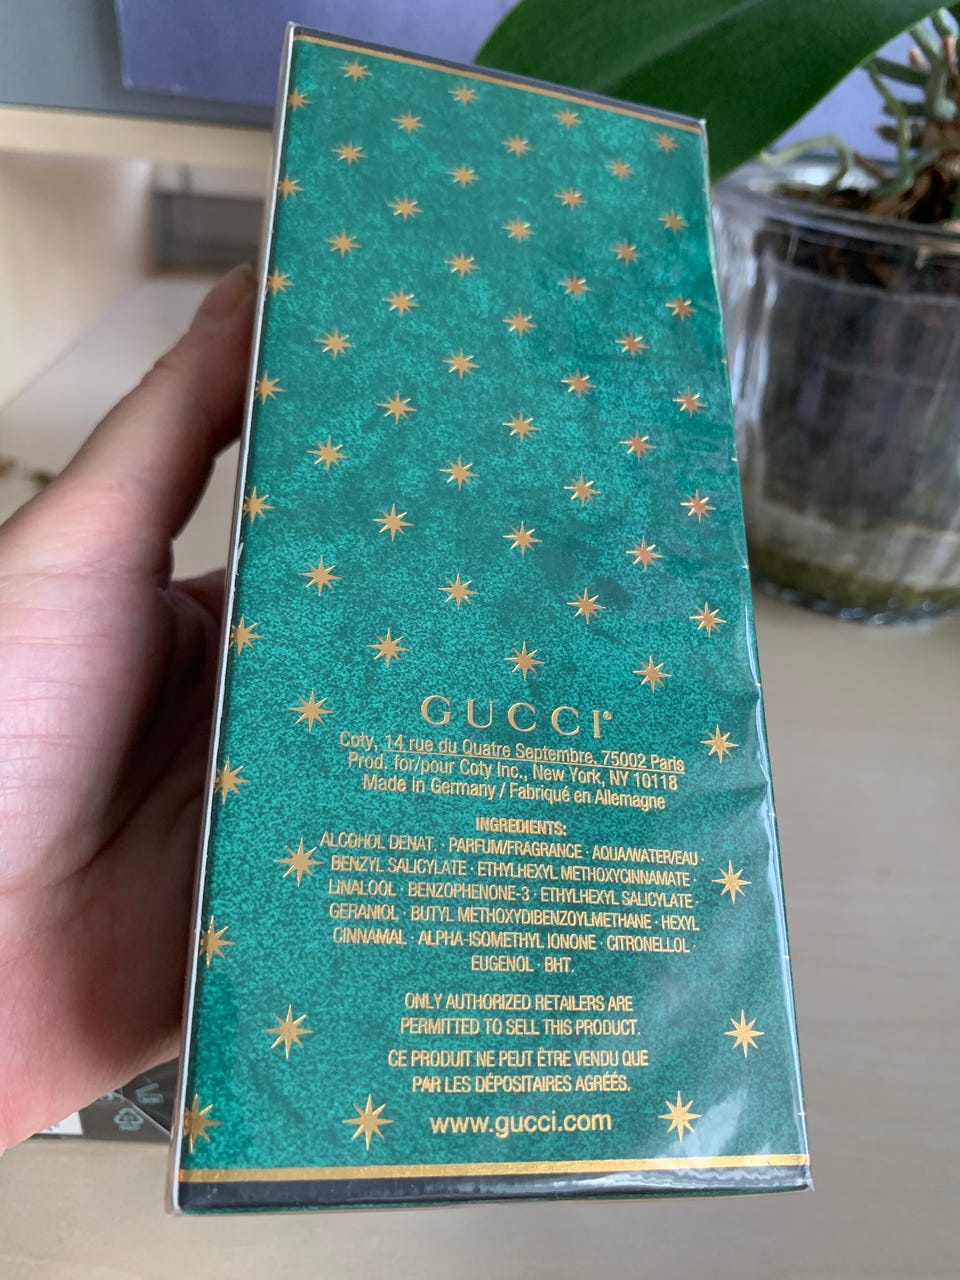 GUCCI®
Coty, 14 rue du Quatre Septembre, 75002 Paris
Prod. for/pour Coty Inc., New York, NY 10118
Made in Germany / Fabriqué en Allemagne
INGREDIENTS:
ALCOHOL DENAT. · PARFUM/FRAGRANCE · AQUA/WATER/EAU ·
BENZYL SALICYLATE · ETHYLHEXYL METHOXYCINNAMATE ·
LINALOOL · BENZOPHENONE-3 · ETHYLHEXYL SALICYLATE ·
GERANIOL · BUTYL METHOXYDIBENZOYLMETHANE · HEXYL
CINNAMAL · ALPHA-ISOMETHYL IONONE · CITRONELLOL
EUGENOL · BHT.
ONLY AUTHORIZED RETAILERS ARE
PERMITTED TO SELL THIS PRODUCT.
CE PRODUIT NE PEUT ÊTRE VENDU QUE
PAR LES DÉPOSITAIRES AGRÉÉS.
www.gucci.com